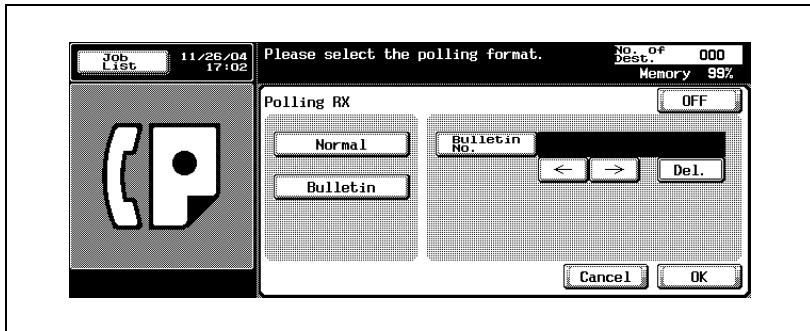 Job List
11/26/04
17:02
Please select the polling format.
No. of Dest. 000
Memory 99%
Polling RX
OFF
Normal
Bulletin No.
← → Del.
Bulletin
Cancel OK